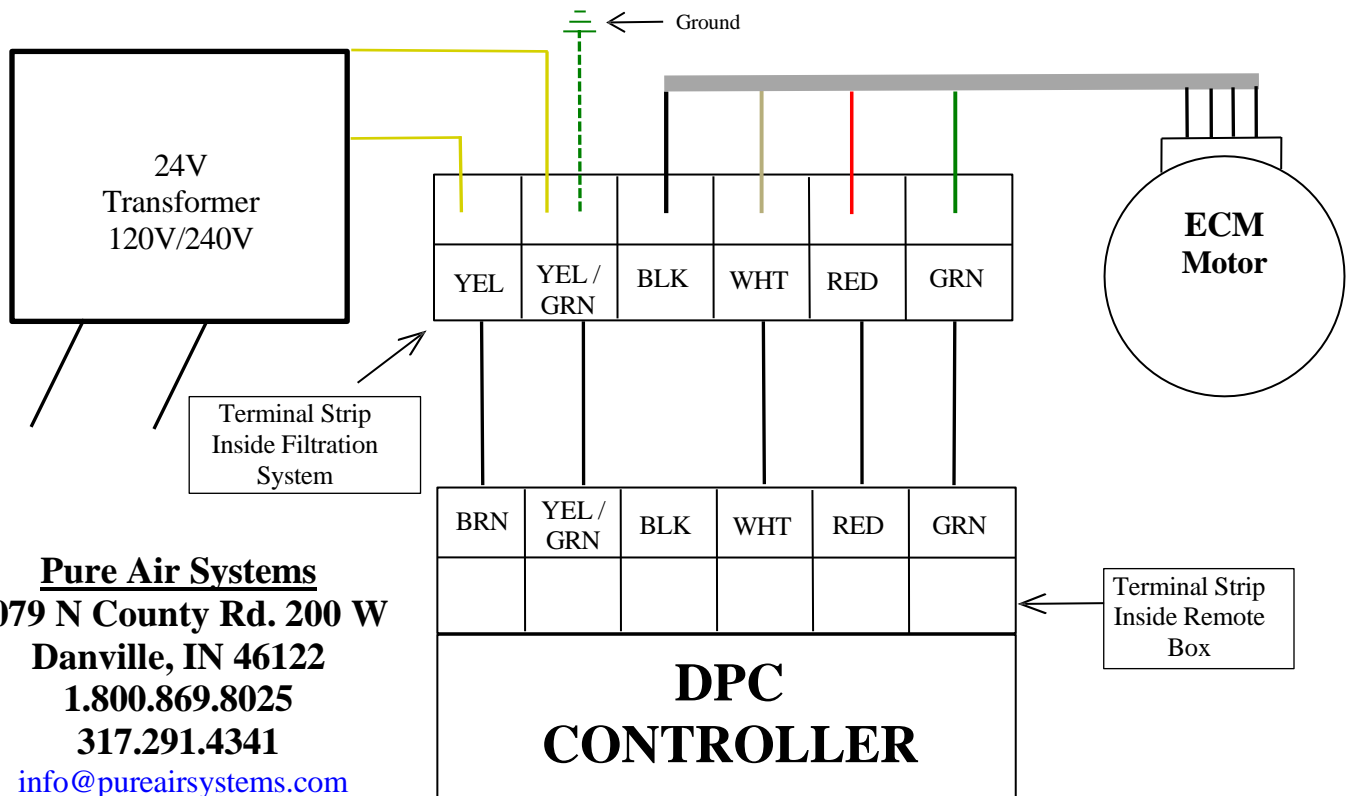 Ground
24V
Transformer
120V/240V
ECM
Motor
YEL
YEL /
GRN
BLK
WHT
RED
GRN
Terminal Strip
Inside Filtration
System
BRN
YEL /
GRN
BLK
WHT
RED
GRN
Terminal Strip
Inside Remote
Box
DPC
CONTROLLER
Pure Air Systems
079 N County Rd. 200 W
Danville, IN 46122
1.800.869.8025
317.291.4341
info@pureairsystems.com